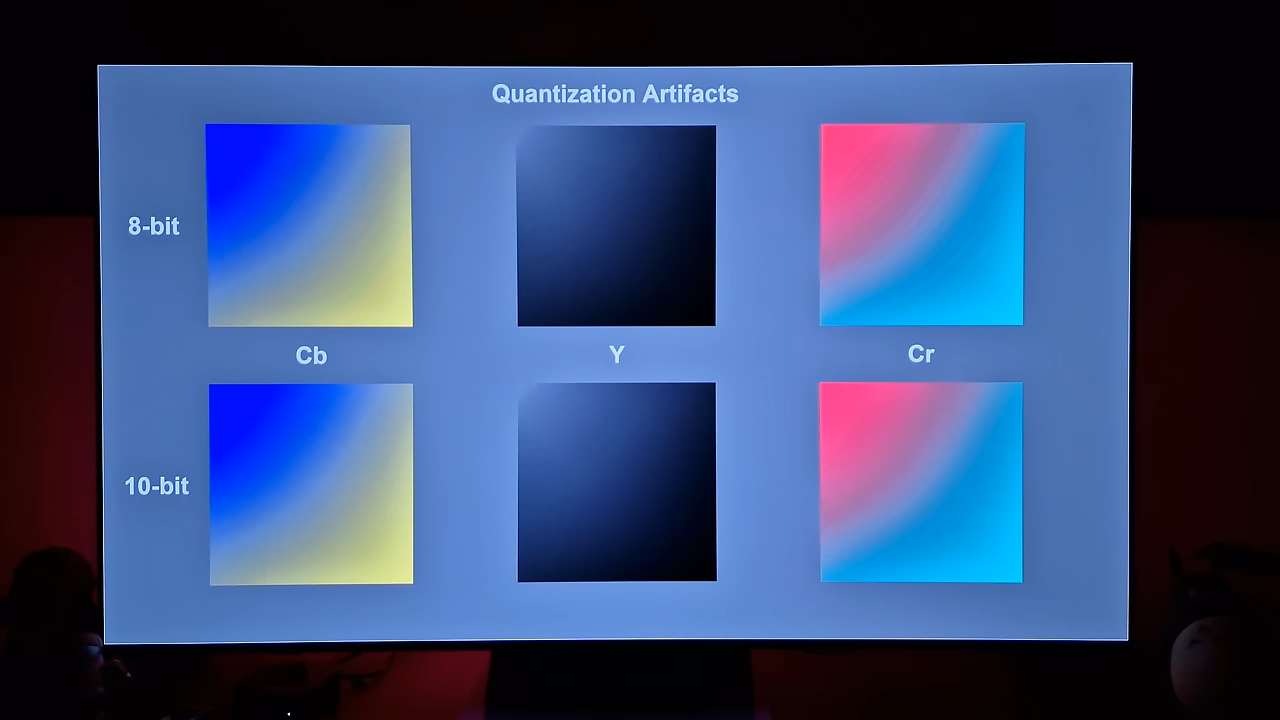 Quantization Artifacts
8-bit
Cb
Y
Cr
10-bit